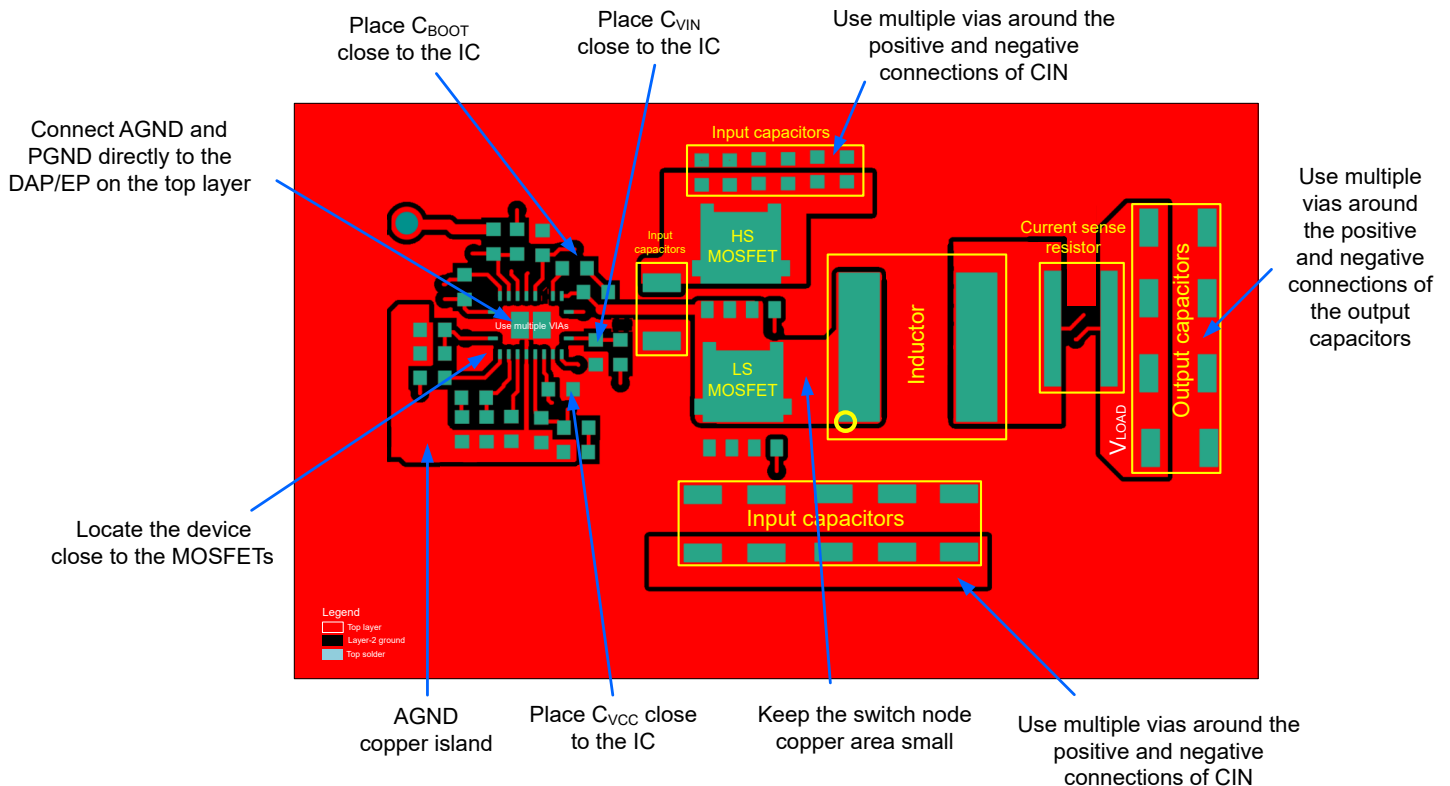 Place CBOOT
close to the IC
Place CVIN
close to the IC
Use multiple vias around the
positive and negative
connections of CIN
Connect AGND and
PGND directly to the
DAP/EP on the top layer
Input capacitors
Use multiple
vias around
the positive
and negative
connections of
the output
capacitors
Input
capacitors
HS
MOSFET
Current sense
resistor
Use multiple VIAs
LS
MOSFET
Inductor
Output capacitors
VLOAD
Input capacitors
Locate the device
close to the MOSFETs
Legend
Top layer
Layer-2 ground
Top solder
AGND
copper island
Place CVCC close
to the IC
Keep the switch node
copper area small
Use multiple vias around the
positive and negative
connections of CIN